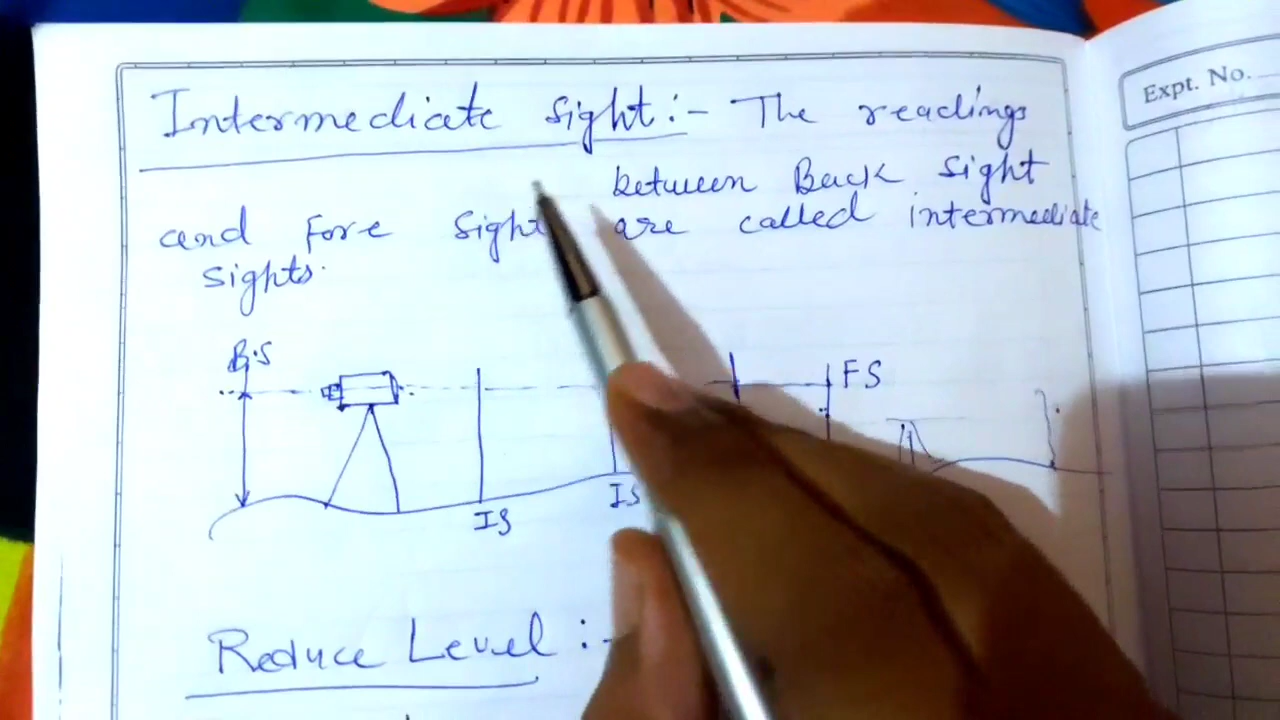 Intermediate Sight :- The readings
between Back Sight
and Fore Sight are called intermediate
Sights.
Expt. No.
B.S
FS
IS
IS
Reduce Level :-